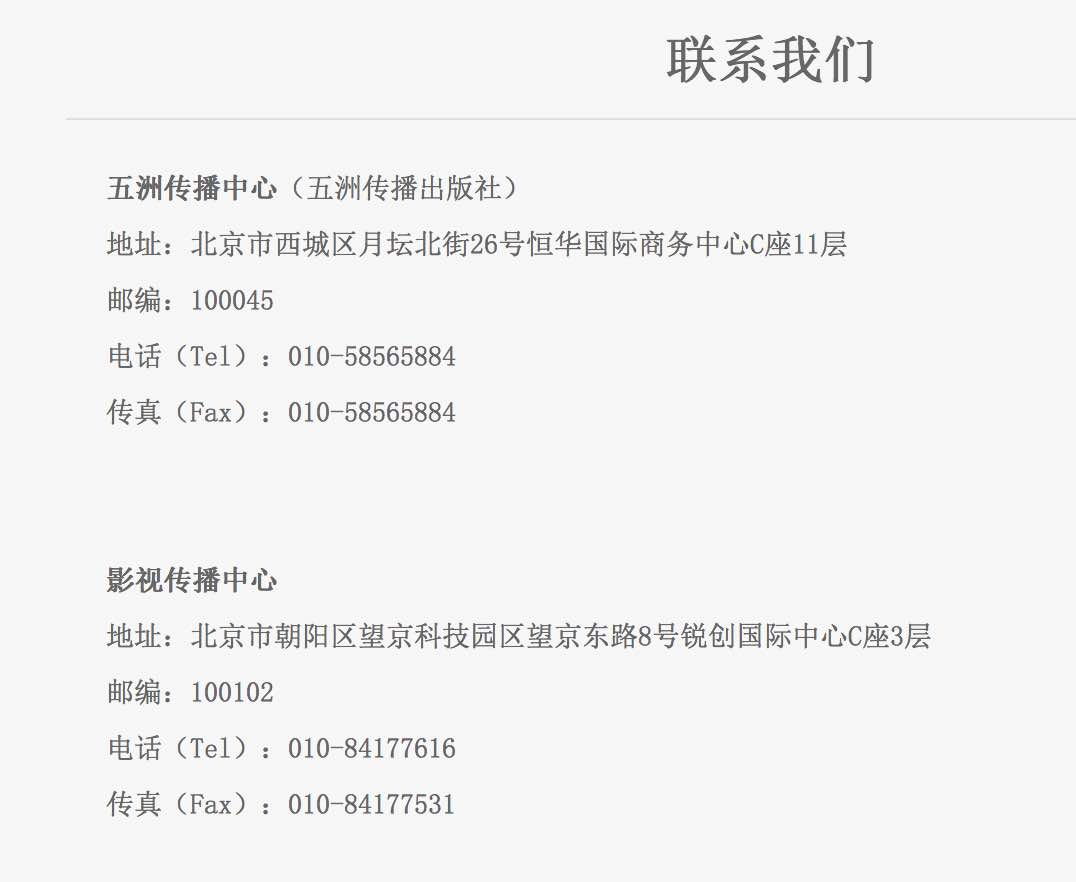 联系我们
五洲传播中心（五洲传播出版社）
地址：北京市西城区月坛北街26号恒华国际商务中心C座11层
邮编：100045
电话（Tel）：010-58565884
传真（Fax）：010-58565884
影视传播中心
地址：北京市朝阳区望京科技园区望京东路8号锐创国际中心C座3层
邮编：100102
电话（Tel）：010-84177616
传真（Fax）：010-84177531